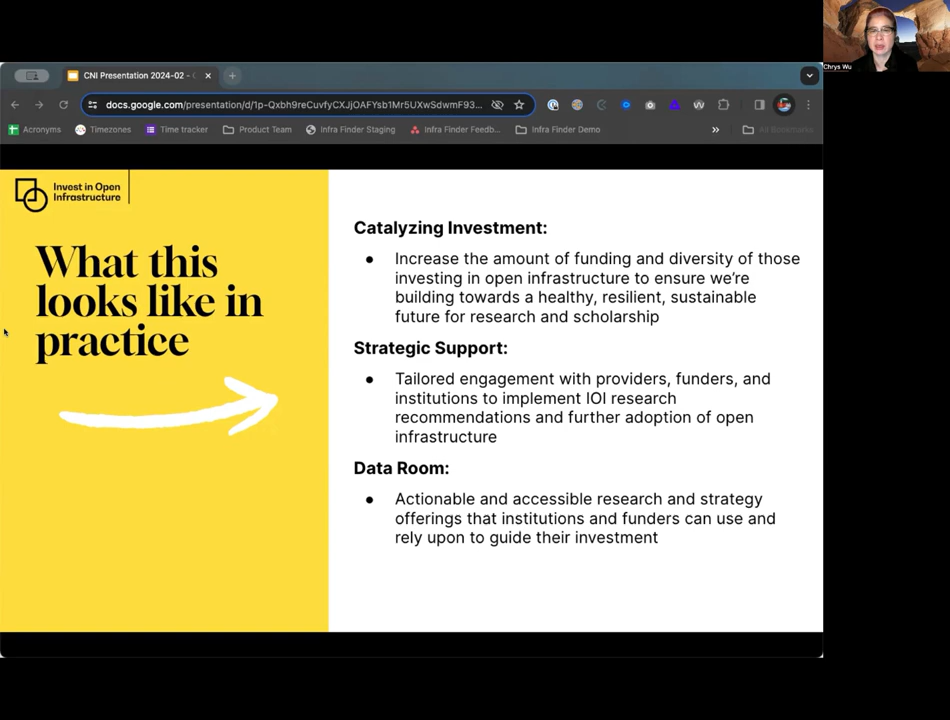 Chrys Wu
CNI Presentation 2024-02 -
docs.google.com/presentation/d/1p-Qxbh9reCuvfyCXJjOAFYsb1Mr5UXwSdwmF93...
Acronyms
Timezones
Time tracker
Product Team
Infra Finder Staging
Infra Finder Feedb...
Infra Finder Demo
»
All Bookmarks
Invest in Open
Infrastructure
What this
looks like in
practice
Catalyzing Investment:
● Increase the amount of funding and diversity of those
investing in open infrastructure to ensure we're
building towards a healthy, resilient, sustainable
future for research and scholarship
Strategic Support:
● Tailored engagement with providers, funders, and
institutions to implement IOI research
recommendations and further adoption of open
infrastructure
Data Room:
● Actionable and accessible research and strategy
offerings that institutions and funders can use and
rely upon to guide their investment